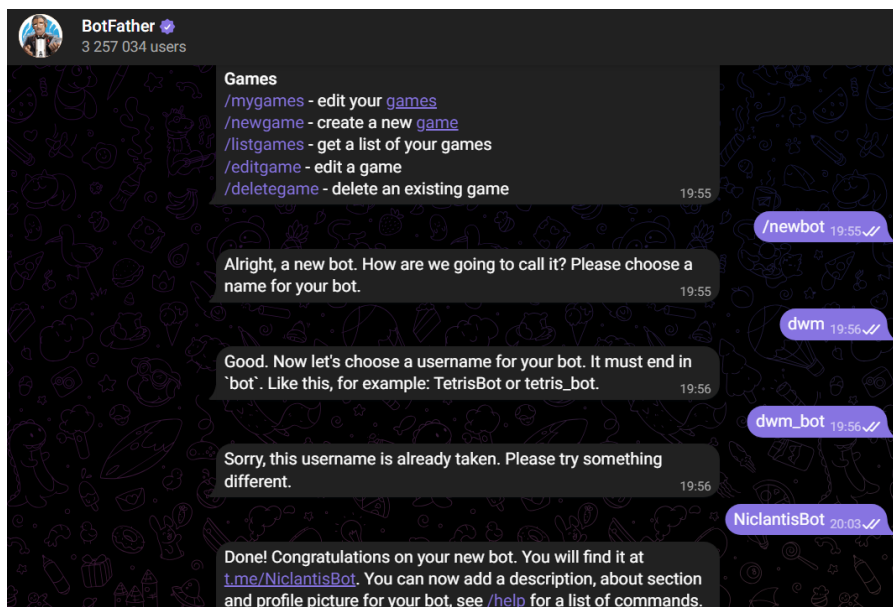 BotFather
3 257 034 users
Games
/mygames - edit your games
/newgame - create a new game
/listgames - get a list of your games
/editgame - edit a game
/deletegame - delete an existing game
19:55
/newbot 19:55
Alright, a new bot. How are we going to call it? Please choose a
name for your bot.
19:55
dwm 19:56
Good. Now let's choose a username for your bot. It must end in
`bot`. Like this, for example: TetrisBot or tetris_bot.
19:56
dwm_bot 19:56
Sorry, this username is already taken. Please try something
different.
19:56
NiclantisBot 20:03
Done! Congratulations on your new bot. You will find it at
t.me/NiclantisBot. You can now add a description, about section
and profile picture for your bot, see /help for a list of commands.